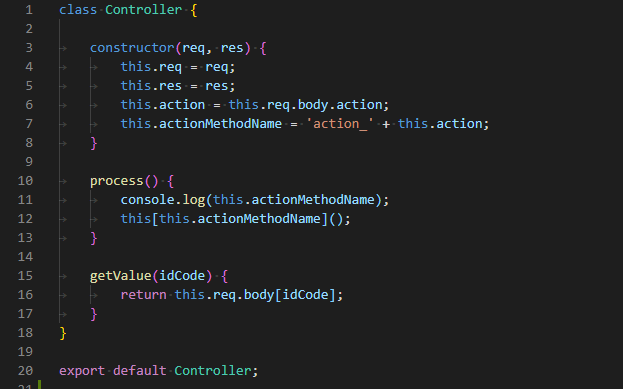 1 class Controller {
2
3 constructor(req, res) {
4 this.req = req;
5 this.res = res;
6 this.action = this.req.body.action;
7 this.actionMethodName = 'action_' + this.action;
8 }
9
10 process() {
11 console.log(this.actionMethodName);
12 this[this.actionMethodName]();
13 }
14
15 getValue(idCode) {
16 return this.req.body[idCode];
17 }
18 }
19
20 export default Controller;
21